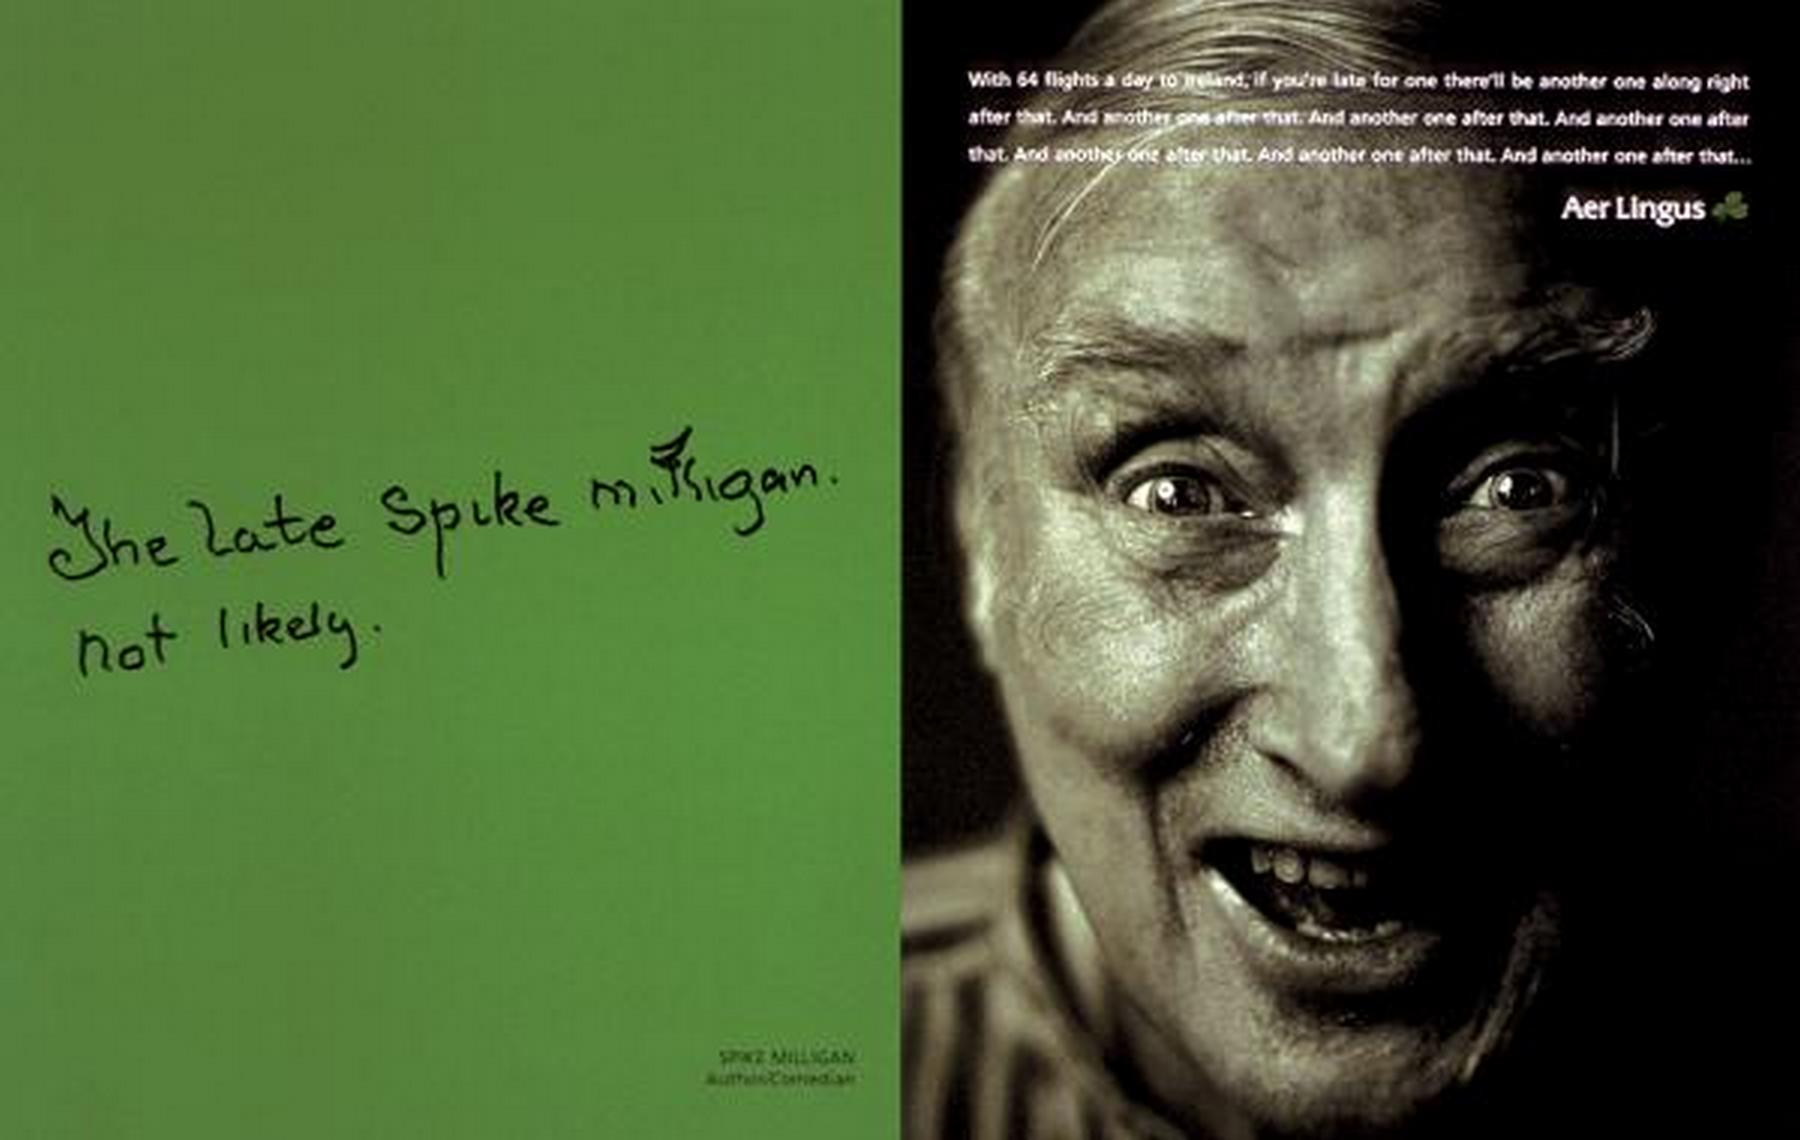 The late Spike milligan.
not likely.
SPIKE MILLIGAN
Author/Comedian
With 64 flights a day to Ireland, if you're late for one there'll be another one along right
after that. And another one after that. And another one after that. And another one after
that. And another one after that. And another one after that. And another one after that...
Aer Lingus